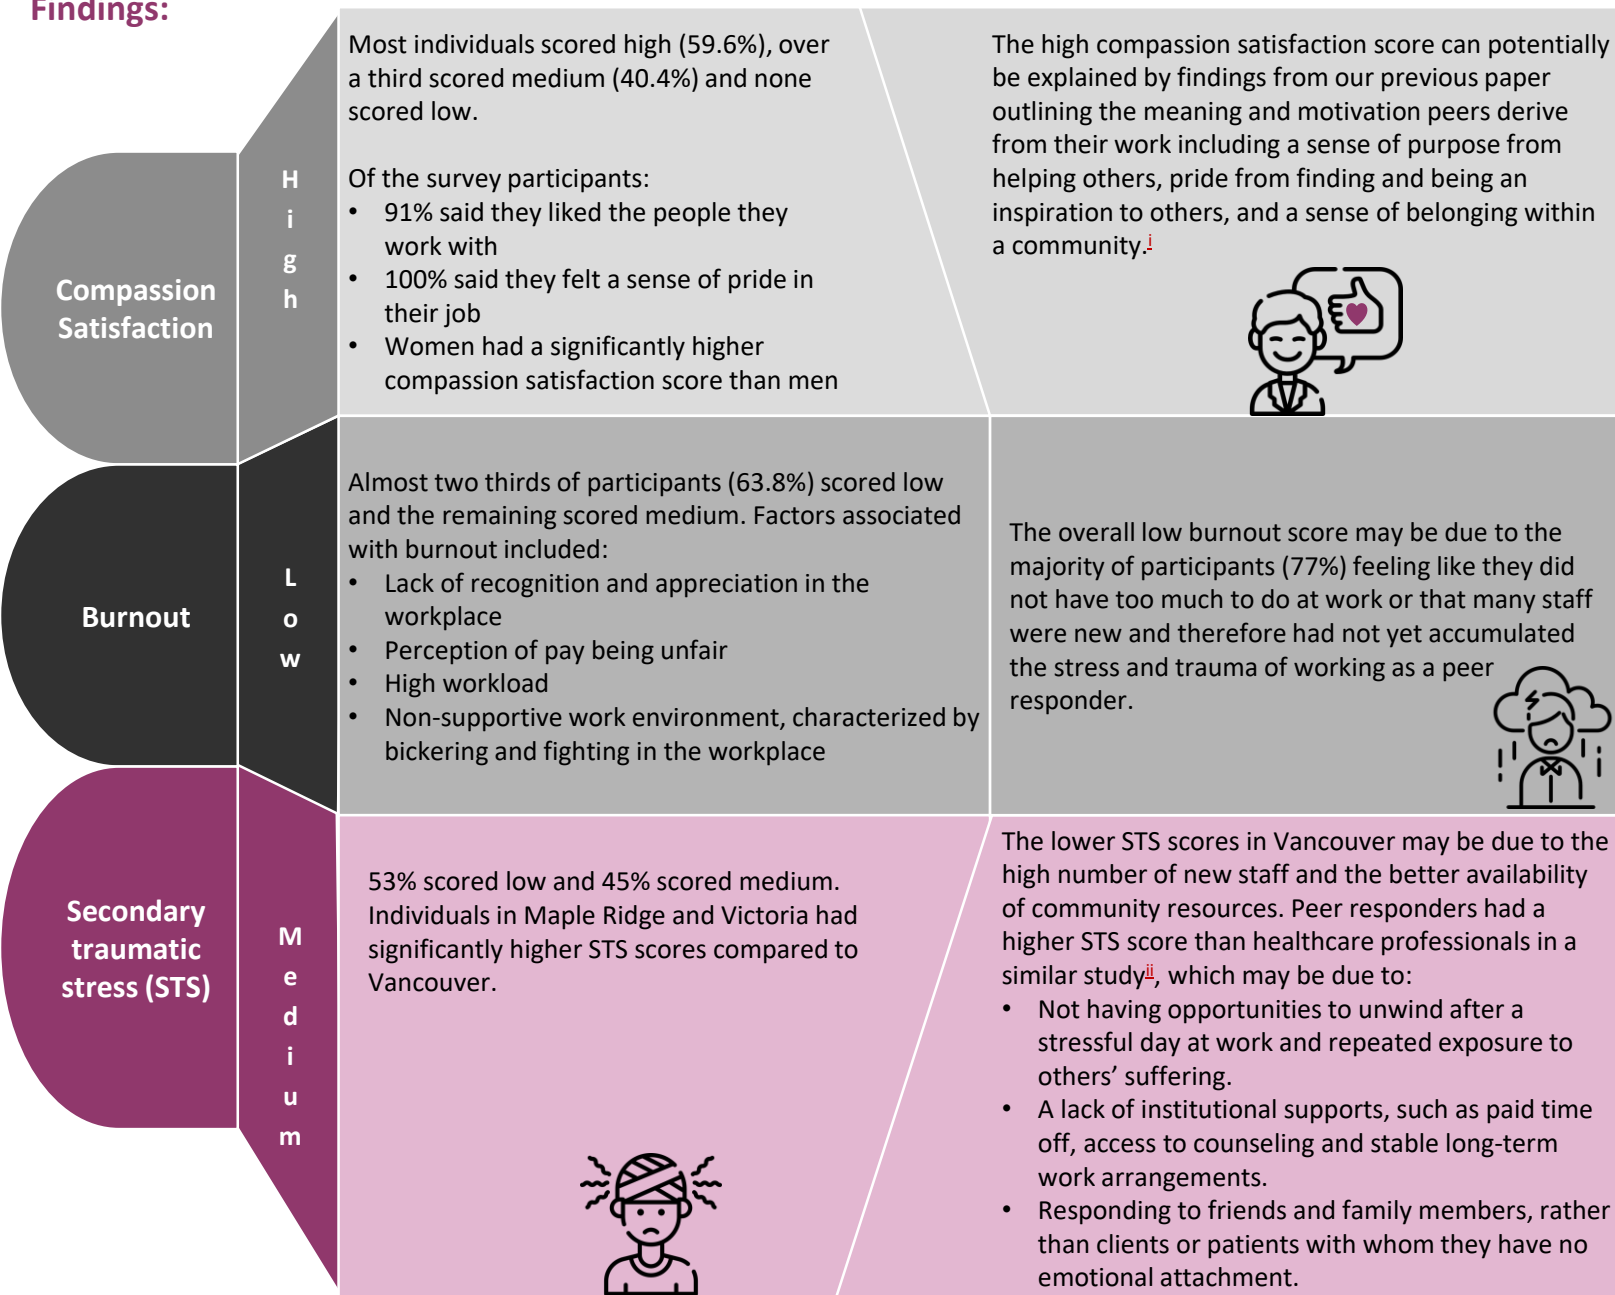 Findings:
Compassion
Satisfaction
High
Most individuals scored high (59.6%), over
a third scored medium (40.4%) and none
scored low.
Of the survey participants:
• 91% said they liked the people they
work with
• 100% said they felt a sense of pride in
their job
• Women had a significantly higher
compassion satisfaction score than men
The high compassion satisfaction score can potentially
be explained by findings from our previous paper
outlining the meaning and motivation peers derive
from their work including a sense of purpose from
helping others, pride from finding and being an
inspiration to others, and a sense of belonging within
a community.i
Burnout
Low
Almost two thirds of participants (63.8%) scored low
and the remaining scored medium. Factors associated
with burnout included:
• Lack of recognition and appreciation in the
workplace
• Perception of pay being unfair
• High workload
• Non-supportive work environment, characterized by
bickering and fighting in the workplace
The overall low burnout score may be due to the
majority of participants (77%) feeling like they did
not have too much to do at work or that many staff
were new and therefore had not yet accumulated
the stress and trauma of working as a peer
responder.
Secondary
traumatic
stress (STS)
Medium
53% scored low and 45% scored medium.
Individuals in Maple Ridge and Victoria had
significantly higher STS scores compared to
Vancouver.
The lower STS scores in Vancouver may be due to the
high number of new staff and the better availability
of community resources. Peer responders had a
higher STS score than healthcare professionals in a
similar studyii, which may be due to:
• Not having opportunities to unwind after a
stressful day at work and repeated exposure to
others’ suffering.
• A lack of institutional supports, such as paid time
off, access to counseling and stable long-term
work arrangements.
• Responding to friends and family members, rather
than clients or patients with whom they have no
emotional attachment.